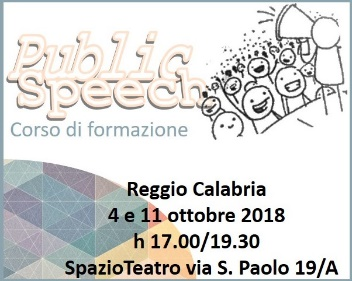 Public
Speech
Corso di formazione
Reggio Calabria
4 e 11 ottobre 2018
h 17.00/19.30
SpazioTeatro via S. Paolo 19/A